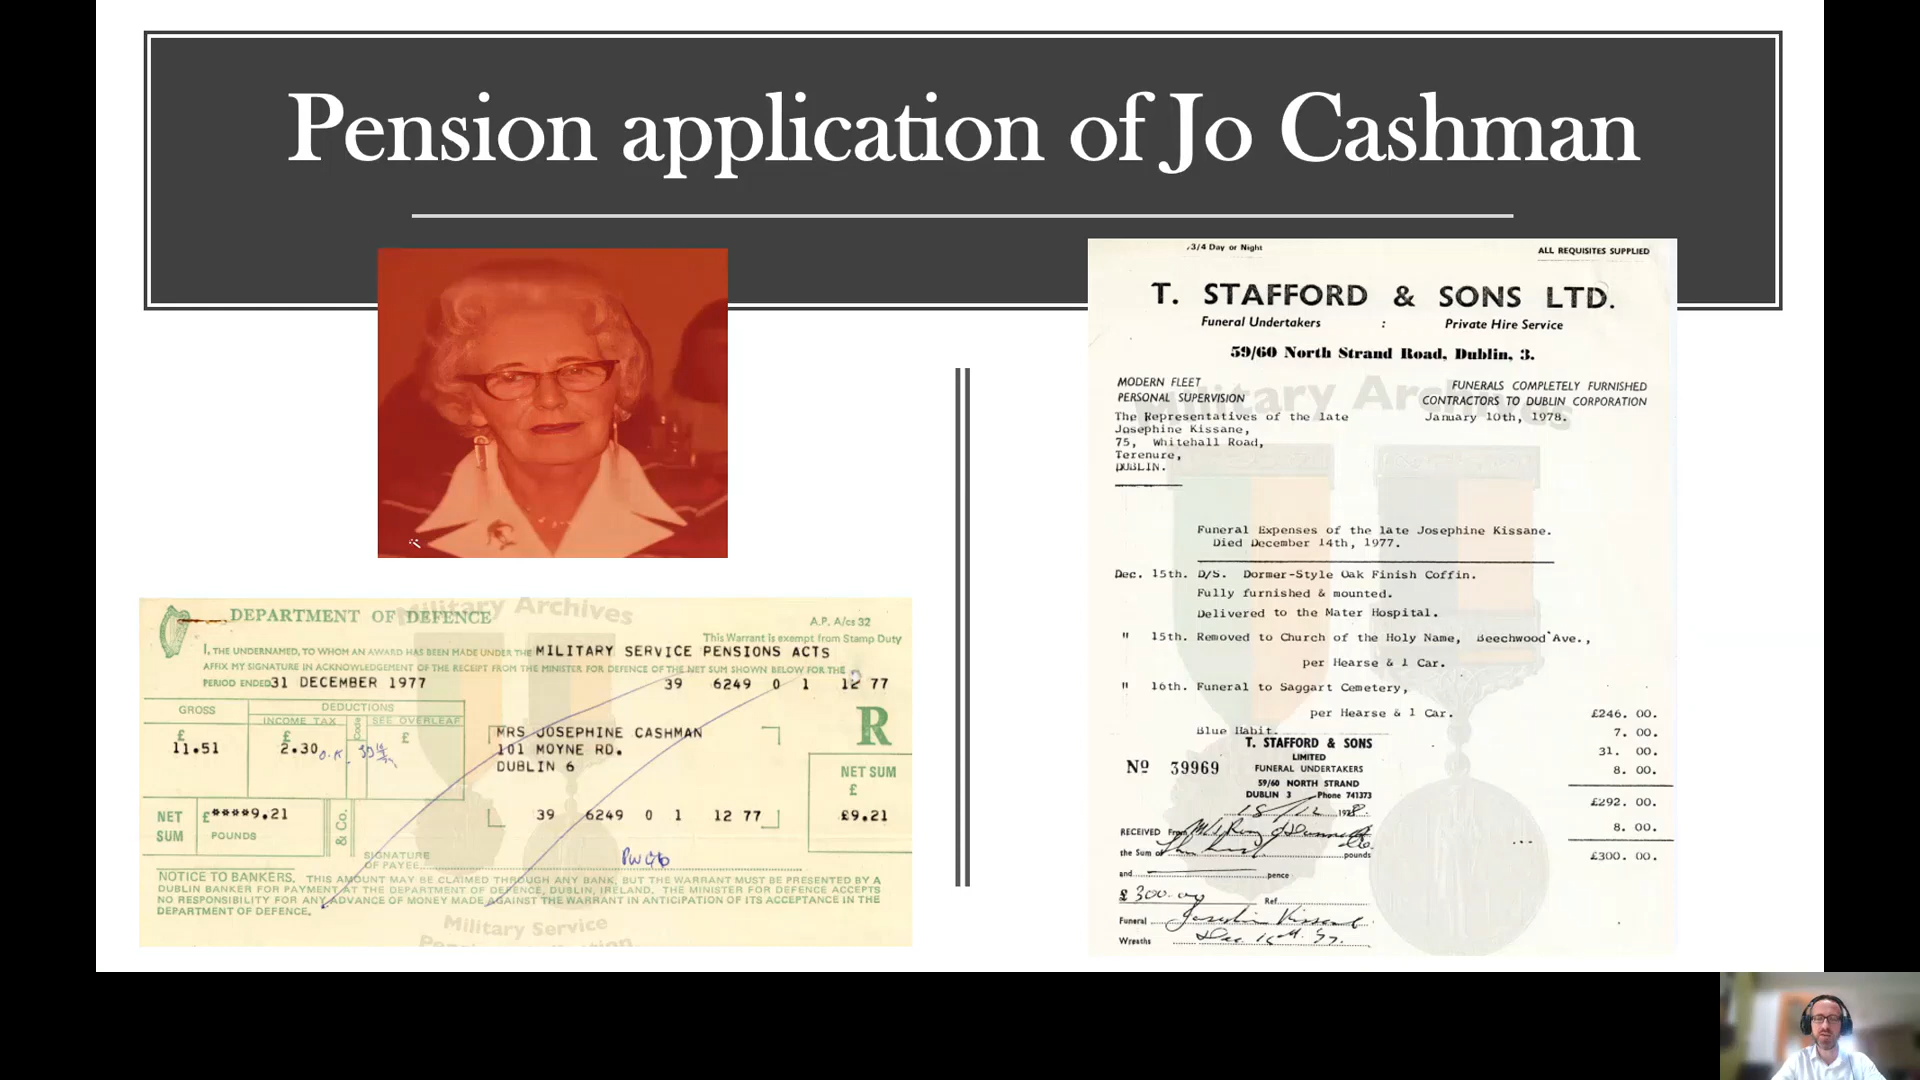 Pension application of Jo Cashman
DEPARTMENT OF DEFENCE
A.P. A/cs 32
This Warrant is exempt from Stamp Duty
I, THE UNDERNAMED, TO WHOM AN AWARD HAS BEEN MADE UNDER THE MILITARY SERVICE PENSIONS ACTS
AFFIX MY SIGNATURE IN ACKNOWLEDGEMENT OF THE RECEIPT FROM THE MINISTER FOR DEFENCE OF THE NET SUM SHOWN BELOW FOR THE
PERIOD ENDED 31 DECEMBER 1977
39 6249 0 1 12 77
GROSS
DEDUCTIONS
INCOME TAX
Code
SEE OVERLEAF
£
£
£
11.51
2.30
O.K.
MRS JOSEPHINE CASHMAN
101 MOYNE RD.
DUBLIN 6
R
NET SUM
£
£9.21
39 6249 0 1 12 77
NET
SUM
£****9.21
POUNDS
& Co.
SIGNATURE
OF PAYEE
NOTICE TO BANKERS. THIS AMOUNT MAY BE CLAIMED THROUGH ANY BANK, BUT THE WARRANT MUST BE PRESENTED BY A
DUBLIN BANKER FOR PAYMENT AT THE DEPARTMENT OF DEFENCE, DUBLIN, IRELAND. THE MINISTER FOR DEFENCE ACCEPTS
NO RESPONSIBILITY FOR ANY ADVANCE OF MONEY MADE AGAINST THE WARRANT IN ANTICIPATION OF ITS ACCEPTANCE IN THE
DEPARTMENT OF DEFENCE.
Military Archives
Military Service
3/4 Day or Night
ALL REQUISITES SUPPLIED
T. STAFFORD & SONS LTD.
Funeral Undertakers : Private Hire Service
59/60 North Strand Road, Dublin, 3.
MODERN FLEET
PERSONAL SUPERVISION
FUNERALS COMPLETELY FURNISHED
CONTRACTORS TO DUBLIN CORPORATION
Military Archives
The Representatives of the late
January 10th, 1978.
Josephine Kissane,
75, Whitehall Road,
Terenure,
DUBLIN.
Funeral Expenses of the late Josephine Kissane.
Died December 14th, 1977.
Dec. 15th. D/S. Dormer-Style Oak Finish Coffin.
Fully furnished & mounted.
Delivered to the Mater Hospital.
" 15th. Removed to Church of the Holy Name, Beechwood Ave.,
per Hearse & 1 Car.
" 16th. Funeral to Saggart Cemetery,
per Hearse & 1 Car. £246. 00.
Blue Habit. 7. 00.
31. 00.
8. 00.
£292. 00.
8. 00.
£300. 00.
T. STAFFORD & SONS
LIMITED
Nº 39969
FUNERAL UNDERTAKERS
59/60 NORTH STRAND
DUBLIN 3 Phone 741373
RECEIVED From
the Sum of pounds
and pence
£300.00 Ref.
Funeral Josephine Kissane
Wreaths